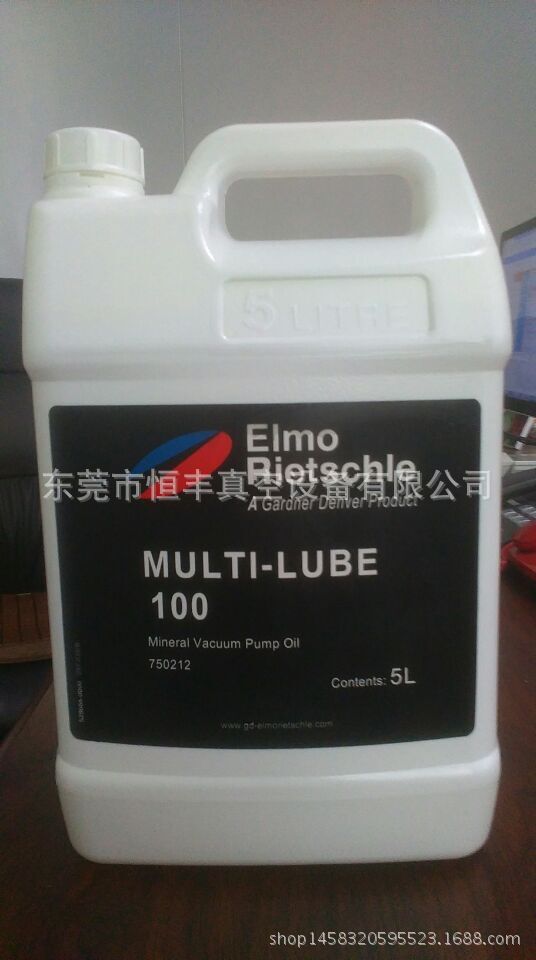 5 LITRE
Elmo
Rietschle
东莞市恒丰真空设备有限公司
A Gardner Denver Product
MULTI-LUBE
100
Mineral Vacuum Pump Oil
750212
Contents: 5L
www.gd-elmorietschle.com
shop1458320595523.1688.com